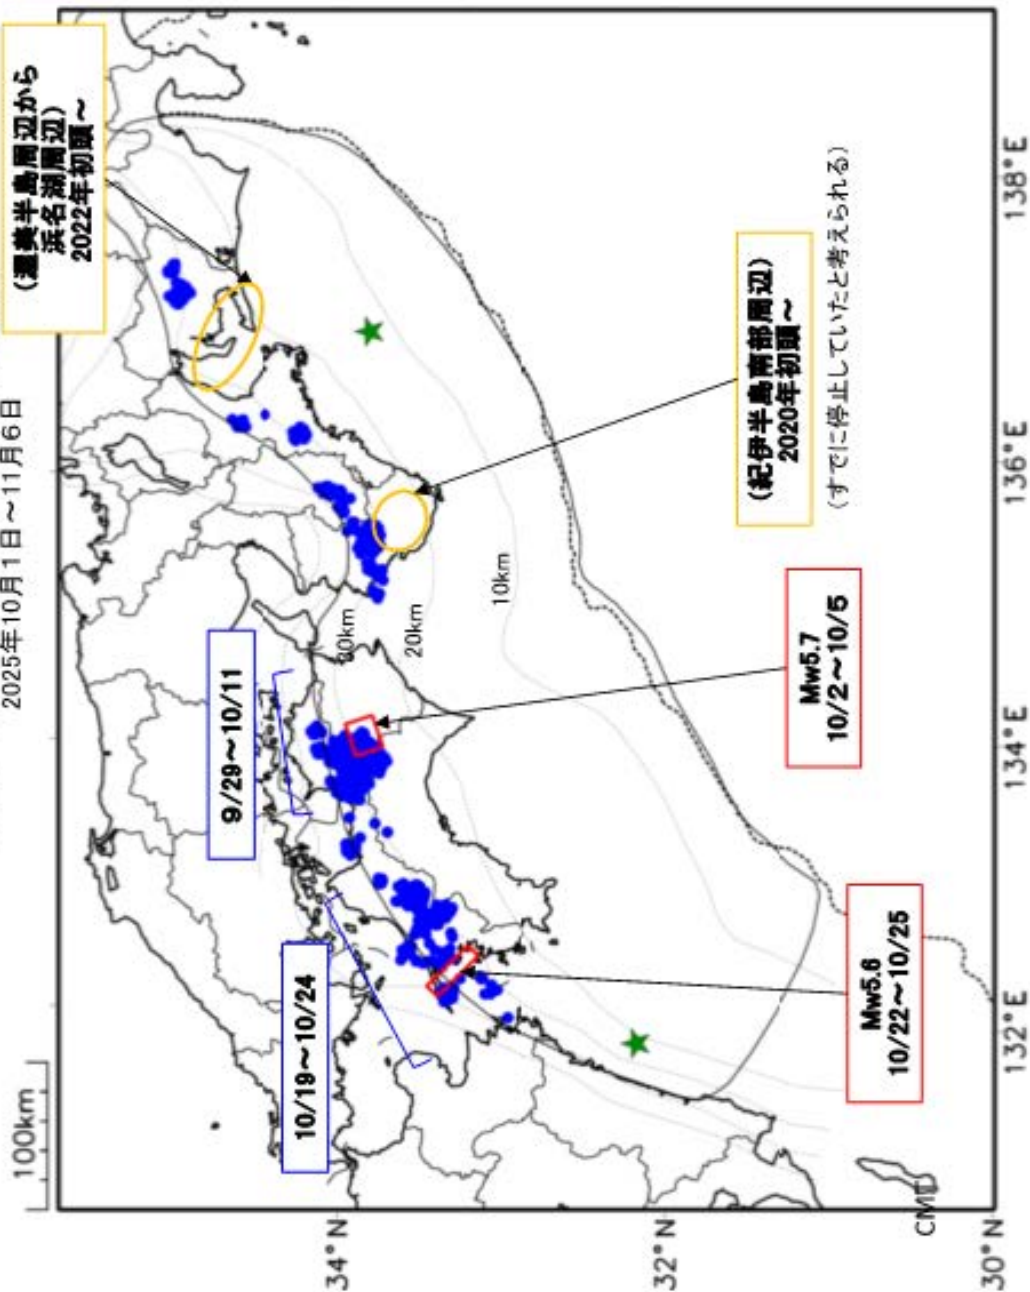 2025年10月1日～11月6日
100km
(渥美半島周辺から
浜名湖周辺)
2022年初頭～
9/29～10/11
10/19～10/24
30km
20km
10km
(紀伊半島南部周辺)
2020年初頭～
(すでに停止していたと考えられる)
Mw5.7
10/2～10/5
Mw5.6
10/22～10/25
CMT
34°N
32°N
30°N
132°E
134°E
136°E
138°E